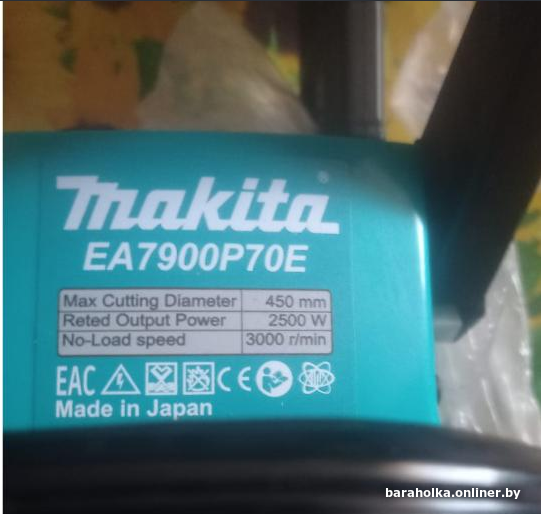 makita®
EA7900P70E
Max Cutting Diameter 450 mm
Reted Output Power 2500 W
No-Load speed 3000 r/min
EAC CE
Made in Japan
baraholka.onliner.by